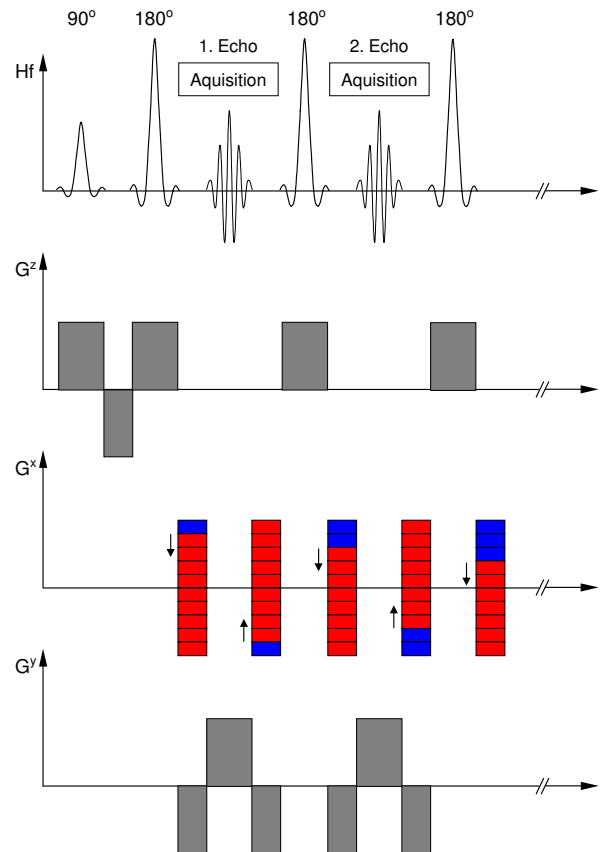 90° 180° 180° 180°
1. Echo 2. Echo
Aquisition Aquisition
Hf
G^z
G^x
G^y